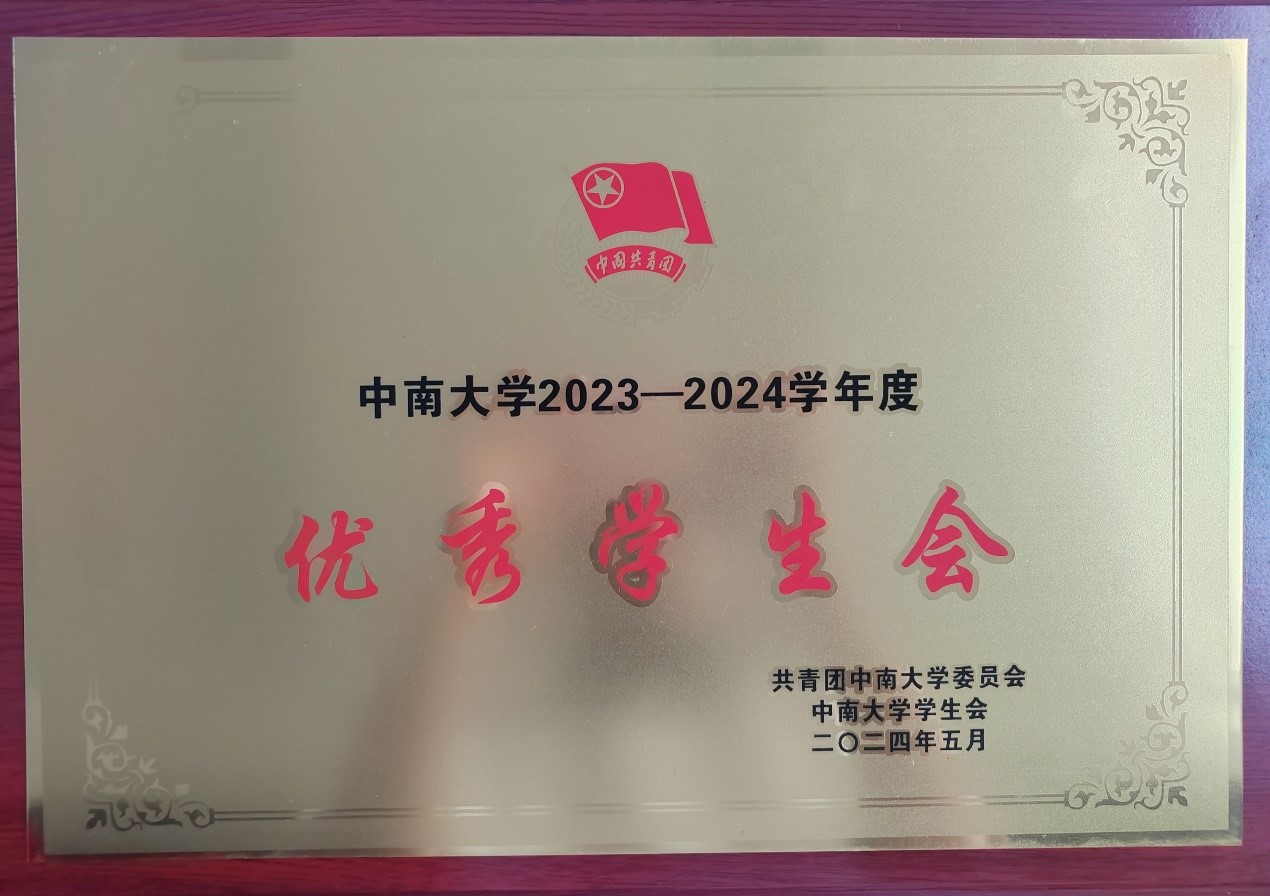 中国共青团
中南大学2023—2024学年度
优秀学生会
共青团中南大学委员会
中南大学学生会
二〇二四年五月